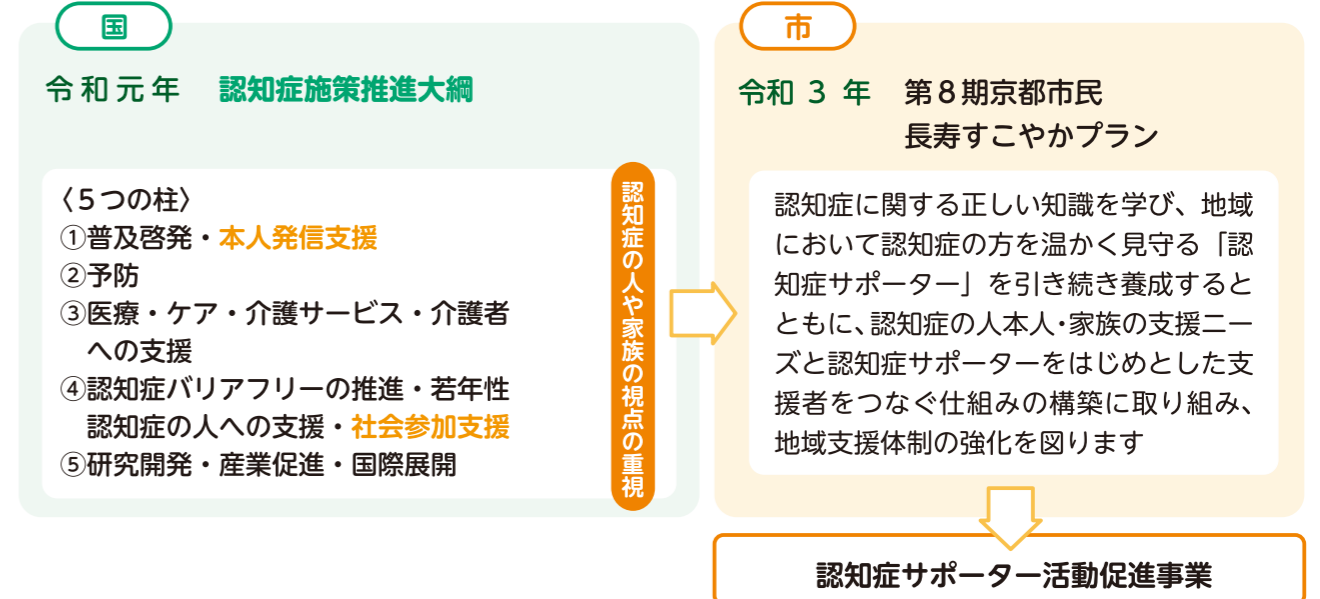 国
令和元年 認知症施策推進大綱
〈５つの柱〉
①普及啓発・本人発信支援
②予防
③医療・ケア・介護サービス・介護者
への支援
④認知症バリアフリーの推進・若年性
認知症の人への支援・社会参加支援
⑤研究開発・産業促進・国際展開
認知症の人や家族の視点の重視
市
令和 3 年 第８期京都市民
長寿すこやかプラン
認知症に関する正しい知識を学び、地域
において認知症の方を温かく見守る「認
知症サポーター」を引き続き養成すると
ともに、認知症の人本人・家族の支援ニー
ズと認知症サポーターをはじめとした支
援者をつなぐ仕組みの構築に取り組み、
地域支援体制の強化を図ります
認知症サポーター活動促進事業